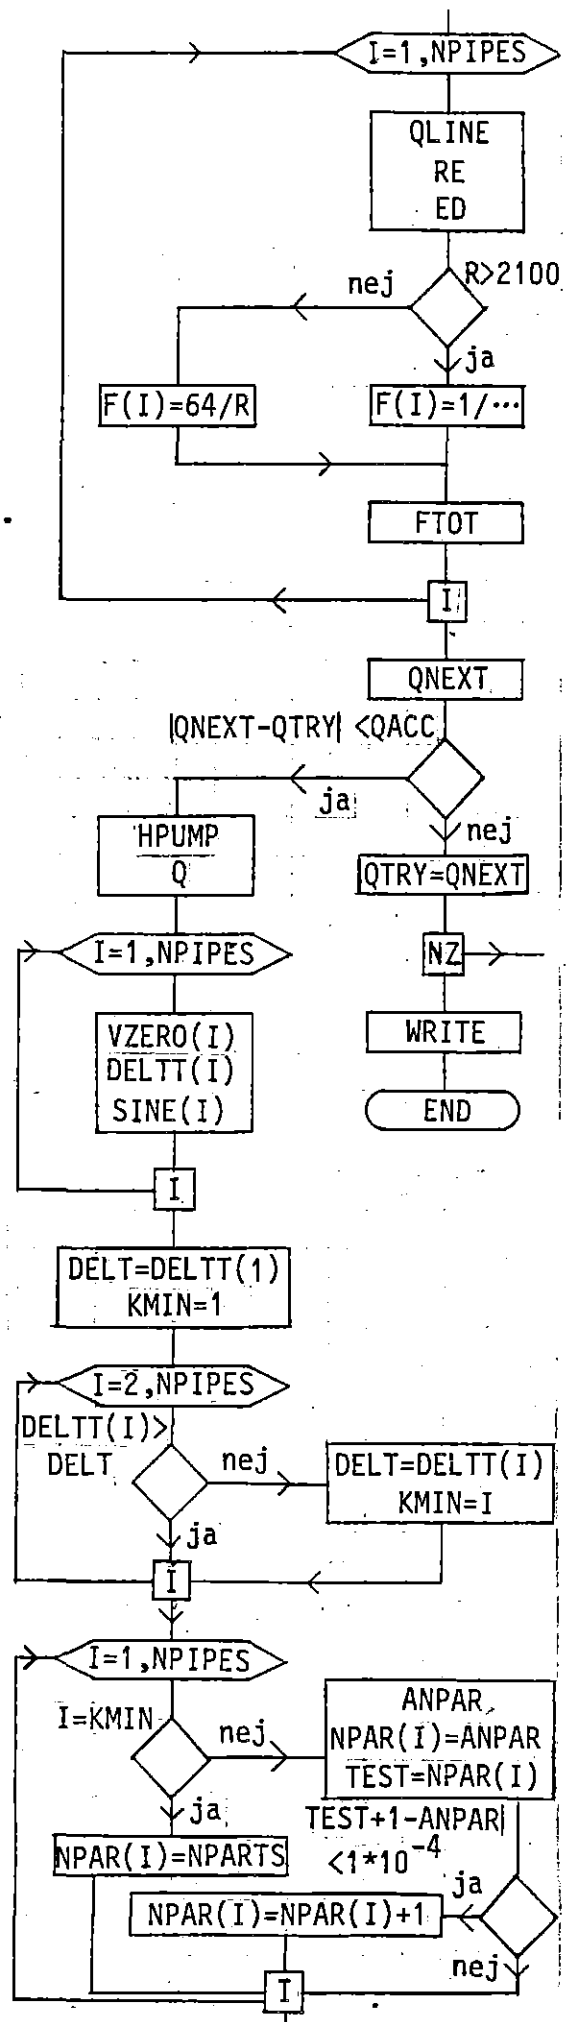 I=1,NPIPES
QLINE
RE
ED
R>2100
nej
ja
F(I)=64/R
F(I)=1/···
FTOT
I
QNEXT
|QNEXT-QTRY| <QACC
ja
nej
HPUMP
Q
QTRY=QNEXT
I=1,NPIPES
NZ
VZERO(I)
DELTT(I)
SINE(I)
WRITE
END
I
DELT=DELTT(1)
KMIN=1
I=2,NPIPES
DELTT(I)>
DELT
nej
DELT=DELTT(I)
KMIN=I
ja
I
I=1,NPIPES
I=KMIN
nej
ANPAR
NPAR(I)=ANPAR
TEST=NPAR(I)
ja
TEST+1-ANPAR|
<1*10⁻⁴
NPAR(I)=NPARTS
ja
NPAR(I)=NPAR(I)+1
nej
I